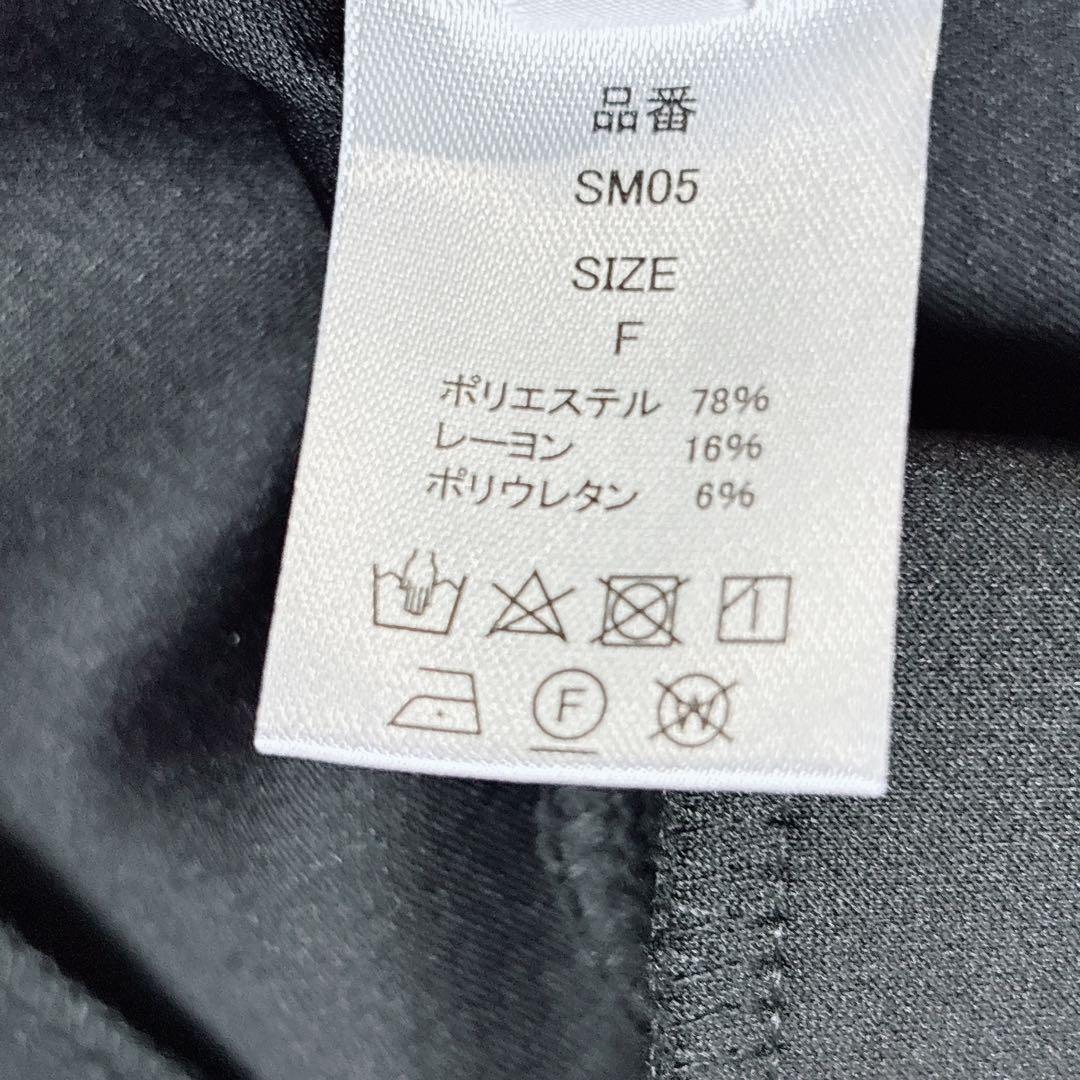 品番
SM05
SIZE
F
ポリエステル 78%
レーヨン 16%
ポリウレタン 6%
F W